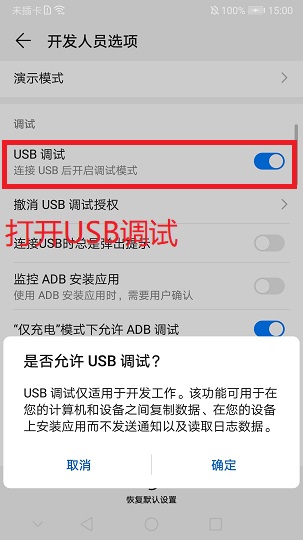 未插卡 100% 15:00
开发人员选项
演示模式
调试
USB 调试
连接 USB 后开启调试模式
撤消 USB 调试授权
打开USB调试
连接USB时总是弹出提示
监控 ADB 安装应用
使用 ADB 安装应用时，需要用户确认
“仅充电”模式下允许 ADB 调试
是否允许 USB 调试？
USB 调试仅适用于开发工作。该功能可用于在
您的计算机和设备之间复制数据、在您的设备
上安装应用而不发送通知以及读取日志数据。
取消 确定
恢复默认设置